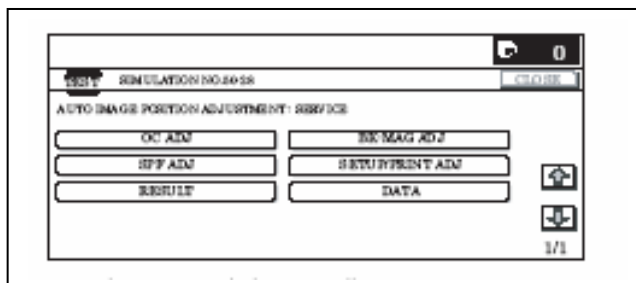 0
TEST SIMULATION NO.50-28 CLOSE
AUTO IMAGE POSITION ADJUSTMENT: SERVICE
OC ADJ BK-MAG ADJ
SPF ADJ SETUP/PRINT ADJ
RESULT DATA
1/1